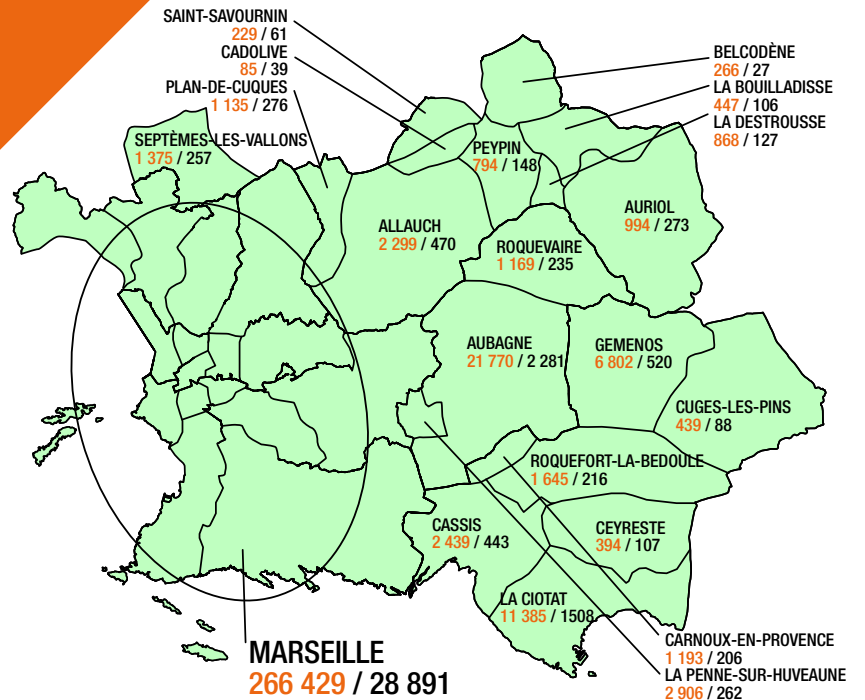 SAINT-SAVOURNIN
229 / 61
CADOLIVE
85 / 39
PLAN-DE-CUQUES
1 135 / 276
SEPTÈMES-LES-VALLONS
1 375 / 257
BELCODÈNE
266 / 27
LA BOUILLADISSE
447 / 106
LA DESTROUSSE
868 / 127
PEYPIN
794 / 148
AURIOL
994 / 273
ALLAUCH
2 299 / 470
ROQUEVAIRE
1 169 / 235
AUBAGNE
21 770 / 2 281
GEMENOS
6 802 / 520
CUGES-LES-PINS
439 / 88
ROQUEFORT-LA-BEDOULE
1 645 / 216
CASSIS
2 439 / 443
CEYRESTE
394 / 107
LA CIOTAT
11 385 / 1508
CARNOUX-EN-PROVENCE
1 193 / 206
LA PENNE-SUR-HUVEAUNE
2 906 / 262
MARSEILLE
266 429 / 28 891